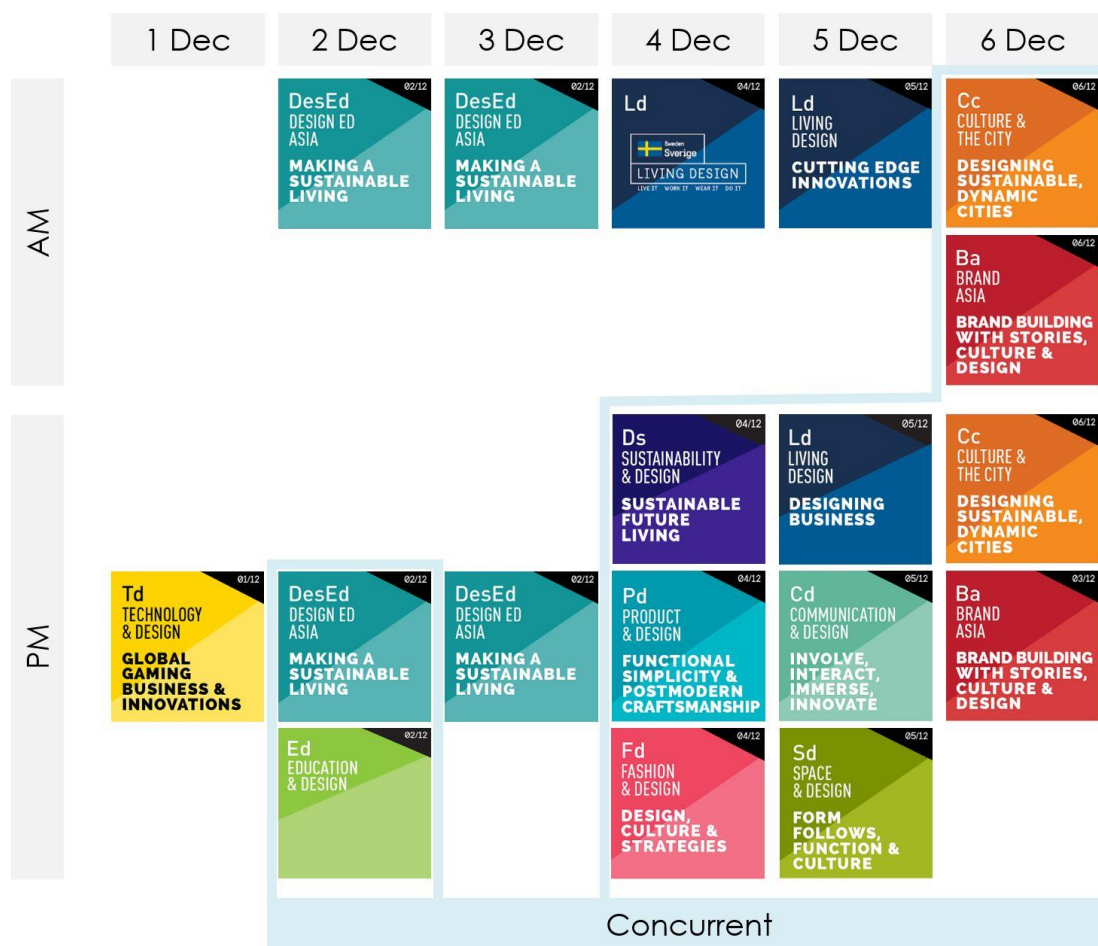 1 Dec
2 Dec
3 Dec
4 Dec
5 Dec
6 Dec
AM
02/12
DesEd
DESIGN ED
ASIA
MAKING A
SUSTAINABLE
LIVING
02/12
DesEd
DESIGN ED
ASIA
MAKING A
SUSTAINABLE
LIVING
04/12
Ld
Sweden
Sverige
LIVING DESIGN
LIVE IT WORK IT WEAR IT DO IT
05/12
Ld
LIVING
DESIGN
CUTTING EDGE
INNOVATIONS
06/12
Cc
CULTURE &
THE CITY
DESIGNING
SUSTAINABLE,
DYNAMIC
CITIES
06/12
Ba
BRAND
ASIA
BRAND BUILDING
WITH STORIES,
CULTURE &
DESIGN
PM
04/12
Ds
SUSTAINABILITY
& DESIGN
SUSTAINABLE
FUTURE
LIVING
05/12
Ld
LIVING
DESIGN
DESIGNING
BUSINESS
06/12
Cc
CULTURE &
THE CITY
DESIGNING
SUSTAINABLE,
DYNAMIC
CITIES
01/12
Td
TECHNOLOGY
& DESIGN
GLOBAL
GAMING
BUSINESS &
INNOVATIONS
02/12
DesEd
DESIGN ED
ASIA
MAKING A
SUSTAINABLE
LIVING
02/12
DesEd
DESIGN ED
ASIA
MAKING A
SUSTAINABLE
LIVING
04/12
Pd
PRODUCT
& DESIGN
FUNCTIONAL
SIMPLICITY &
POSTMODERN
CRAFTSMANSHIP
05/12
Cd
COMMUNICATION
& DESIGN
INVOLVE,
INTERACT,
IMMERSE,
INNOVATE
03/12
Ba
BRAND
ASIA
BRAND BUILDING
WITH STORIES,
CULTURE &
DESIGN
02/12
Ed
EDUCATION
& DESIGN
04/12
Fd
FASHION
& DESIGN
DESIGN,
CULTURE &
STRATEGIES
05/12
Sd
SPACE
& DESIGN
FORM
FOLLOWS,
FUNCTION &
CULTURE
Concurrent